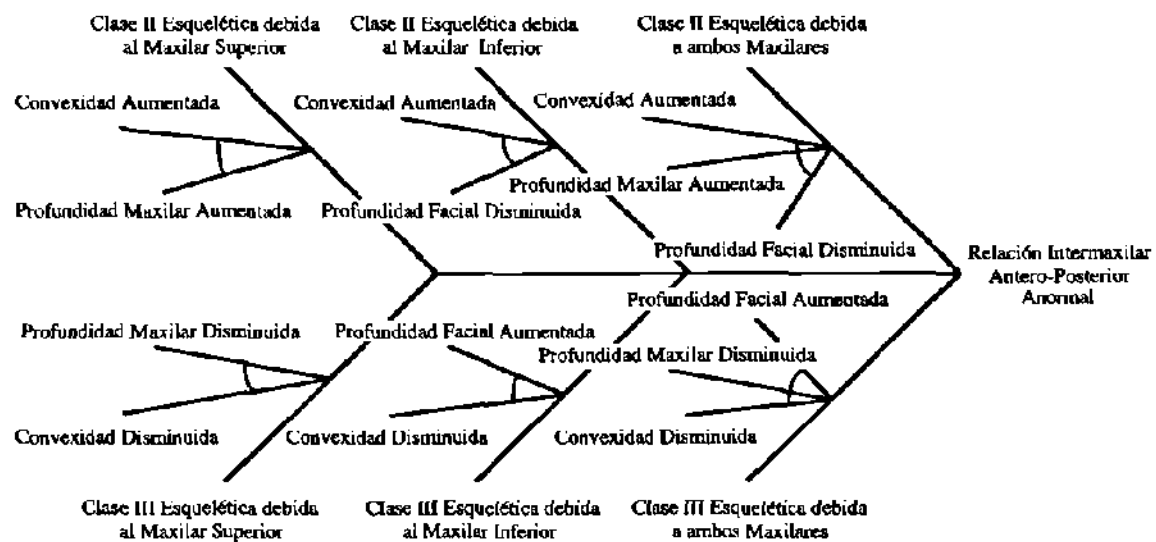 Clase II Esquelética debida
al Maxilar Superior
Clase II Esquelética debida
al Maxilar Inferior
Clase II Esquelética debida
a ambos Maxilares
Convexidad Aumentada
Convexidad Aumentada
Convexidad Aumentada
Profundidad Maxilar Aumentada
Profundidad Maxilar Aumentada
Profundidad Facial Disminuida
Profundidad Facial Disminuida
Relación Intermaxilar
Antero-Posterior
Anormal
Profundidad Facial Aumentada
Profundidad Maxilar Disminuida
Profundidad Facial Aumentada
Profundidad Maxilar Disminuida
Convexidad Disminuida
Convexidad Disminuida
Convexidad Disminuida
Clase III Esquelética debida
al Maxilar Superior
Clase III Esquelética debida
al Maxilar Inferior
Clase III Esquelética debida
a ambos Maxilares